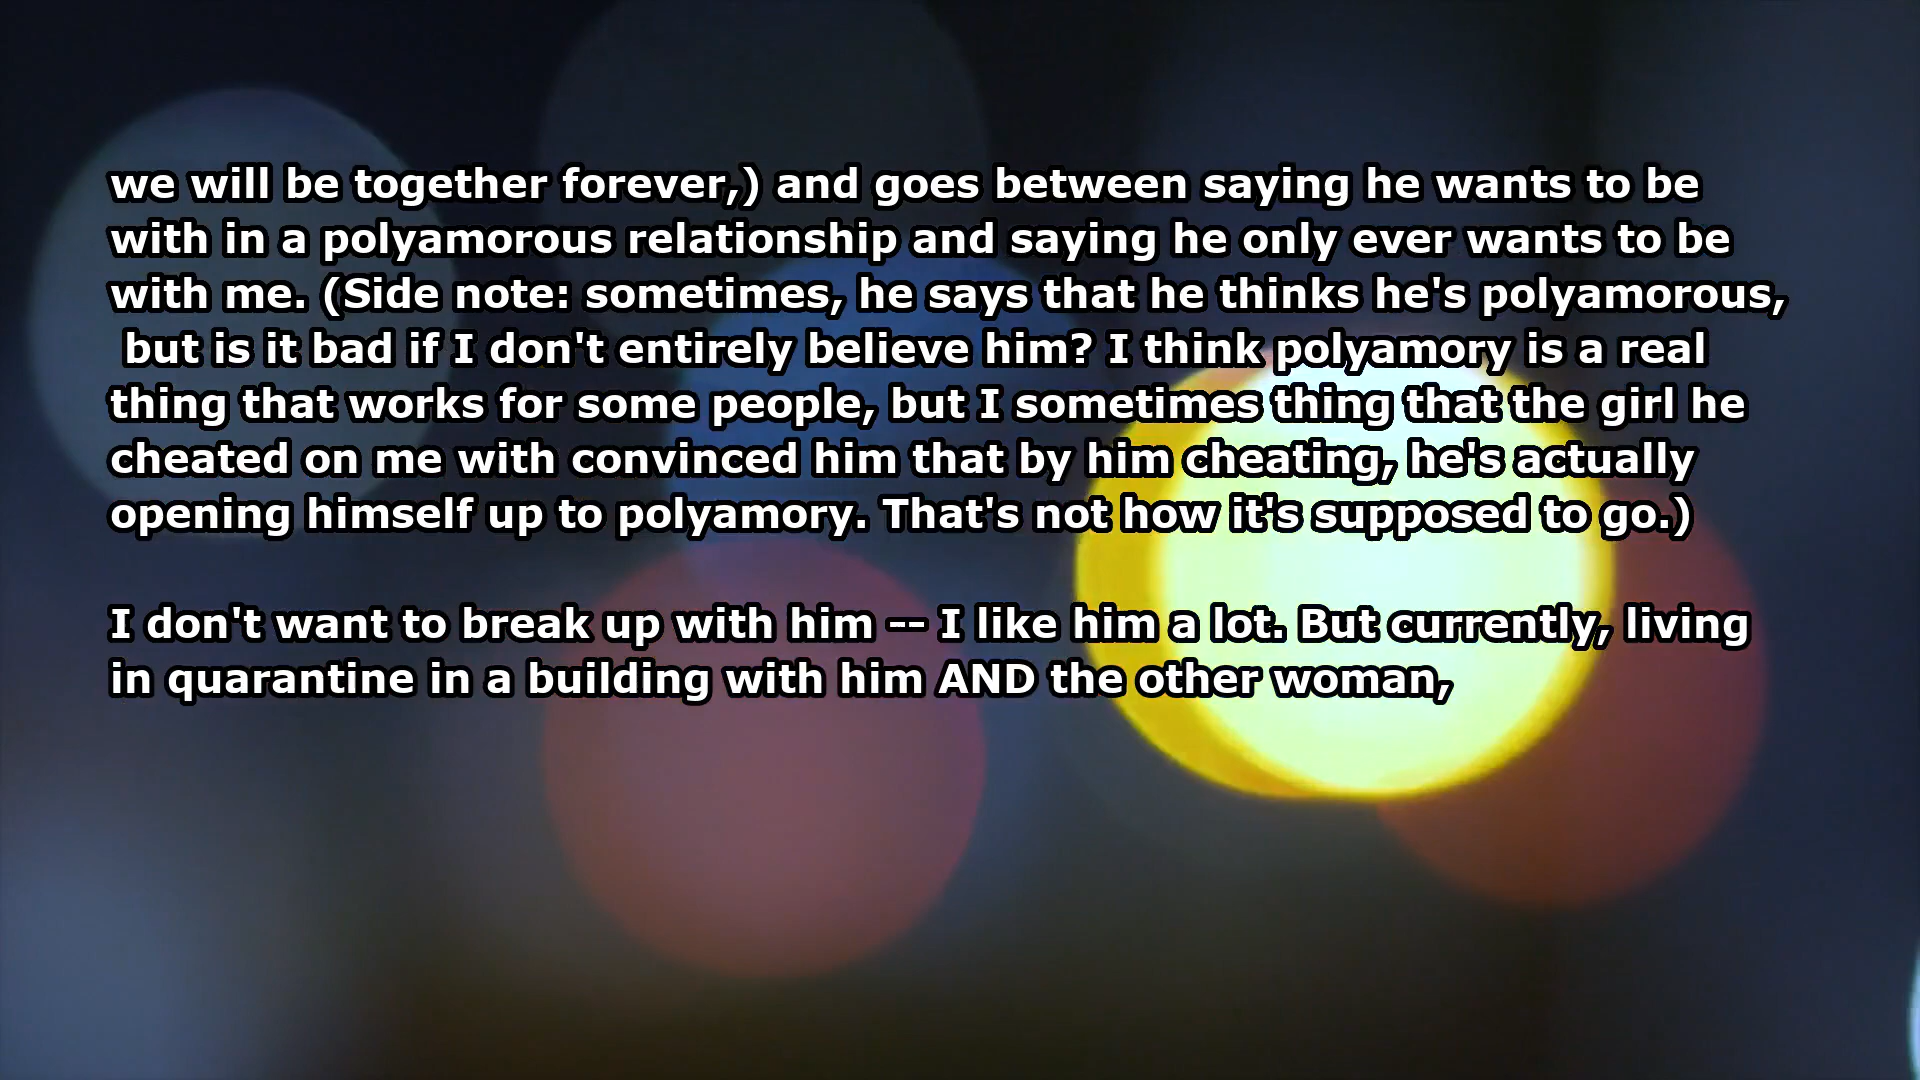 we will be together forever,) and goes between saying he wants to be
with in a polyamorous relationship and saying he only ever wants to be
with me. (Side note: sometimes, he says that he thinks he's polyamorous,
but is it bad if I don't entirely believe him? I think polyamory is a real
thing that works for some people, but I sometimes thing that the girl he
cheated on me with convinced him that by him cheating, he's actually
opening himself up to polyamory. That's not how it's supposed to go.)
I don't want to break up with him -- I like him a lot. But currently, living
in quarantine in a building with him AND the other woman,